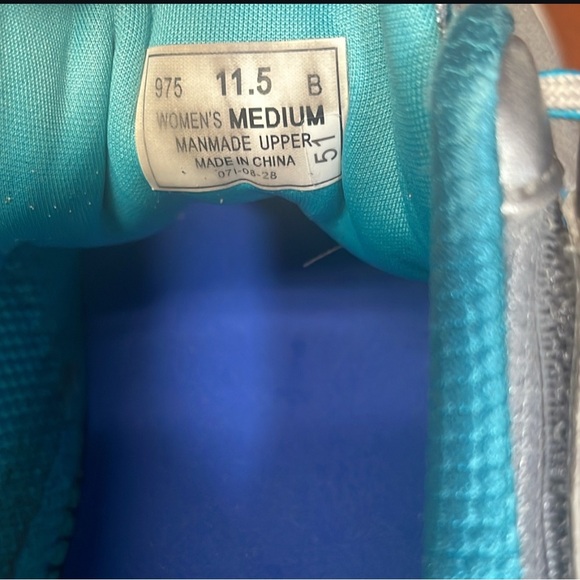 975 11.5 B
WOMEN'S MEDIUM
MANMADE UPPER
MADE IN CHINA
071-08-28
51